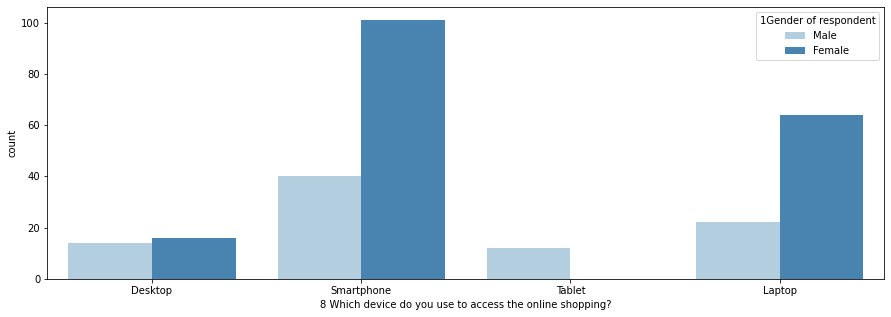 1Gender of respondent
Male
Female
100
80
60
40
20
0
count
Desktop
Smartphone
Tablet
Laptop
8 Which device do you use to access the online shopping?